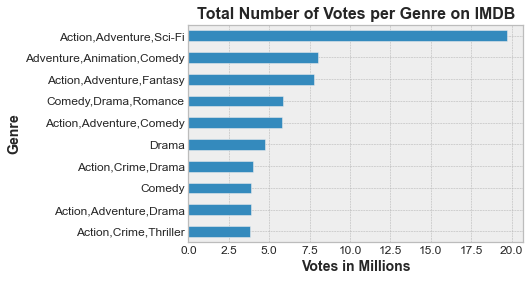 Total Number of Votes per Genre on IMDB
Genre
Action,Adventure,Sci-Fi
Adventure,Animation,Comedy
Action,Adventure,Fantasy
Comedy,Drama,Romance
Action,Adventure,Comedy
Drama
Action,Crime,Drama
Comedy
Action,Adventure,Drama
Action,Crime,Thriller
0.0 2.5 5.0 7.5 10.0 12.5 15.0 17.5 20.0
Votes in Millions